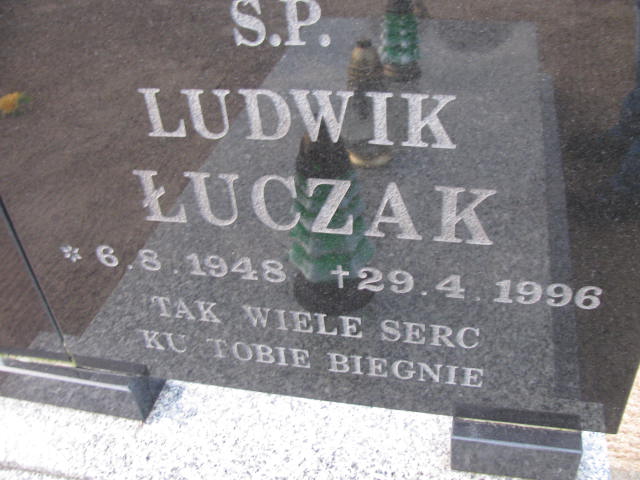 Ś.P.
LUDWIK
ŁUCZAK
* 6.8.1948 †29.4.1996
TAK WIELE SERC
KU TOBIE BIEGNIE